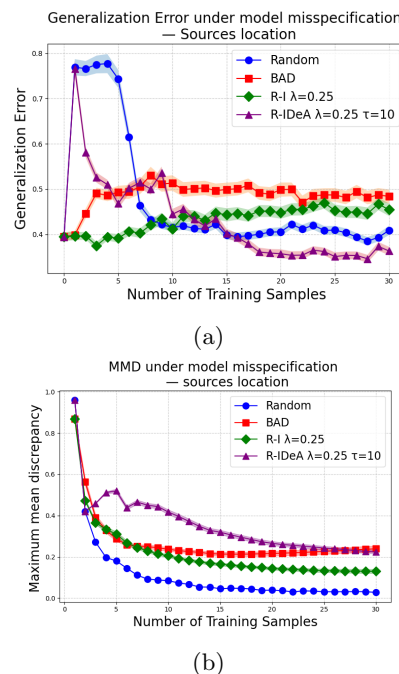 Generalization Error under model misspecification
— Sources location
Generalization Error
0.8
0.7
0.6
0.5
0.4
Random
BAD
R-I λ=0.25
R-IDeA λ=0.25 τ=10
0 5 10 15 20 25 30
Number of Training Samples
(a)
MMD under model misspecification
— sources location
Maximum mean discrepancy
1.0
0.8
0.6
0.4
0.2
0.0
Random
BAD
R-I λ=0.25
R-IDeA λ=0.25 τ=10
0 5 10 15 20 25 30
Number of Training Samples
(b)